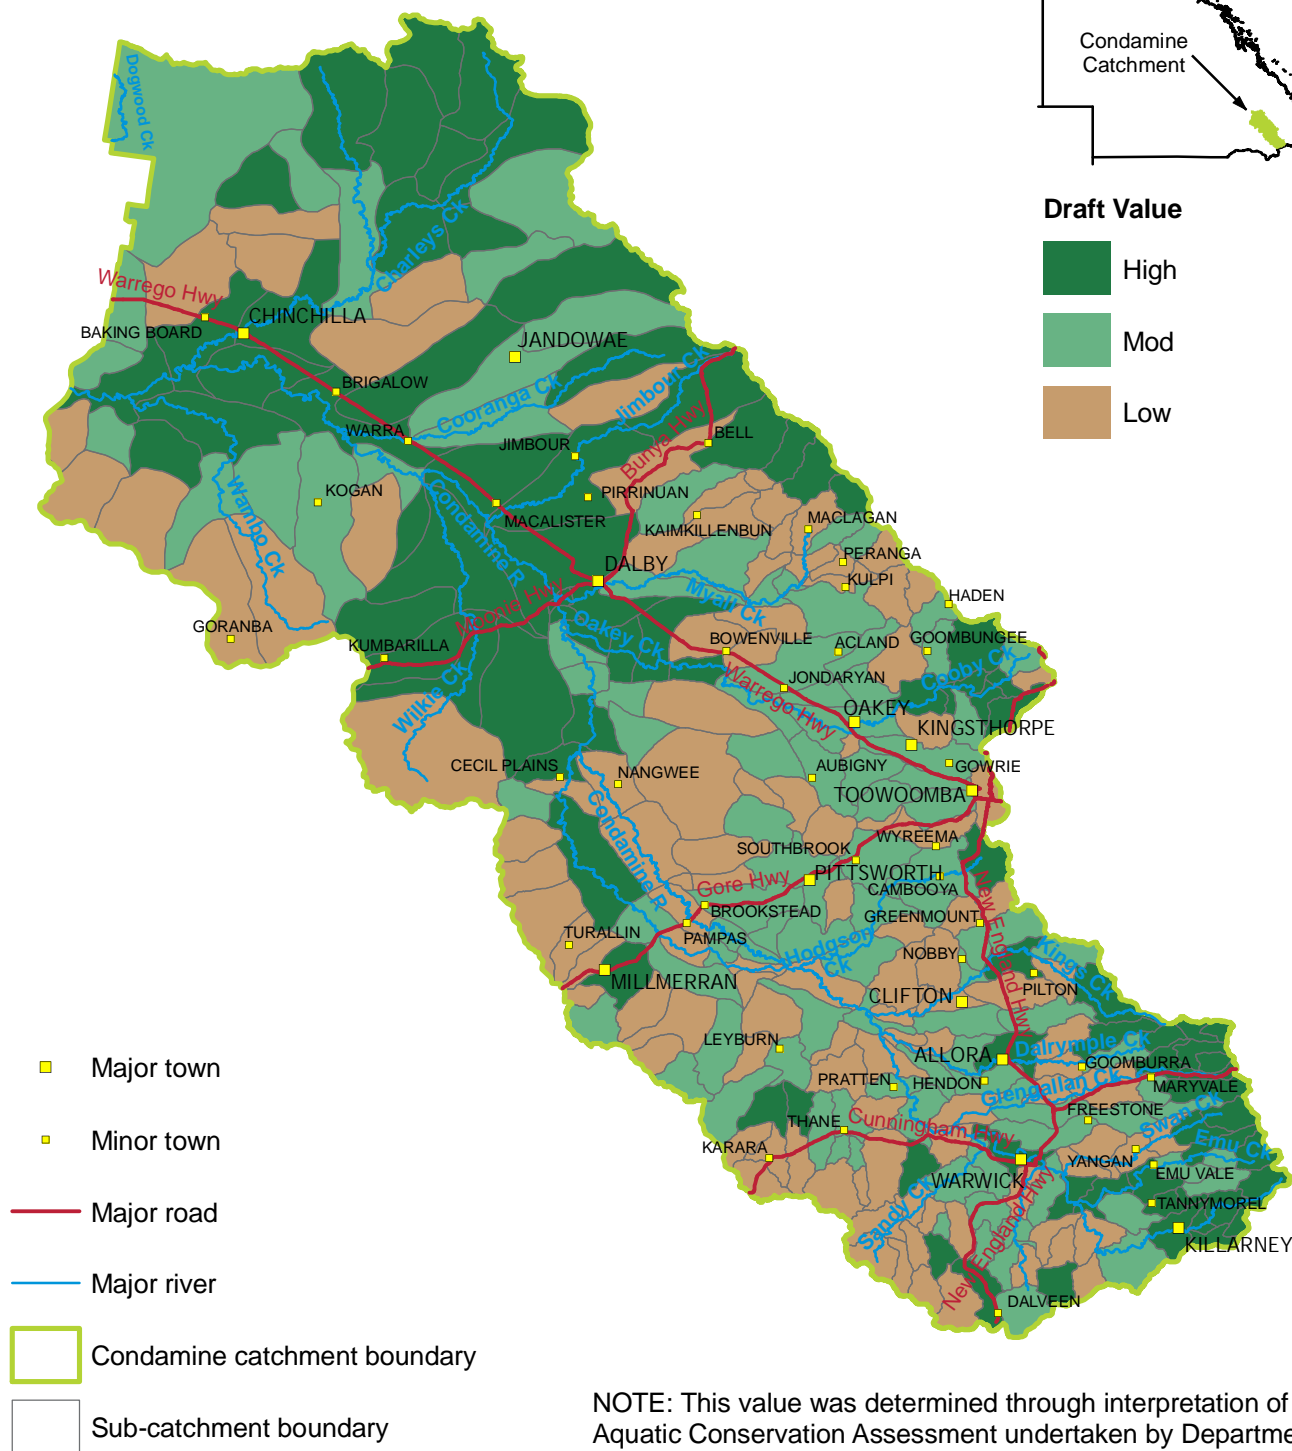 Condamine
Catchment
Draft Value
High
Mod
Low
Dogwood Ck
Charleys Ck
Warrego Hwy
CHINCHILLA
BAKING BOARD
JANDOWAE
BRIGALOW
Cooranga Ck
Jimbour Ck
WARRA
JIMBOUR
Bunya Hwy
BELL
KOGAN
PIRRINUAN
Wambo Ck
Condamine R
MACALISTER
KAIMKILLENBUN
MACLAGAN
PERANGA
DALBY
KULPI
Myall Ck
HADEN
Moonie Hwy
GORANBA
KUMBARILLA
Oakey Ck
BOWENVILLE
ACLAND
GOOMBUNGEE
Cooby Ck
JONDARYAN
Wilkie Ck
Warrego Hwy
OAKEY
KINGSTHORPE
CECIL PLAINS
NANGWEE
AUBIGNY
GOWRIE
TOOWOOMBA
Condamine R
WYREEMA
SOUTHBROOK
PITTSWORTH
Gore Hwy
CAMBOOYA
BROOKSTEAD
GREENMOUNT
New England Hwy
TURALLIN
PAMPAS
Hodgson
Ck
NOBBY
Kings Ck
MILLMERRAN
PILTON
CLIFTON
LEYBURN
ALLORA
Dalrymple Ck
GOOMBURRA
PRATTEN
HENDON
Glengallan Ck
MARYVALE
THANE
Cunningham Hwy
FREESTONE
Swan Ck
KARARA
YANGAN
Emu Ck
WARWICK
EMU VALE
Sandy Ck
TANNYMOREL
KILLARNEY
New England Hwy
DALVEEN
Major town
Minor town
Major road
Major river
Condamine catchment boundary
Sub-catchment boundary
NOTE: This value was determined through interpretation of
Aquatic Conservation Assessment undertaken by Departme